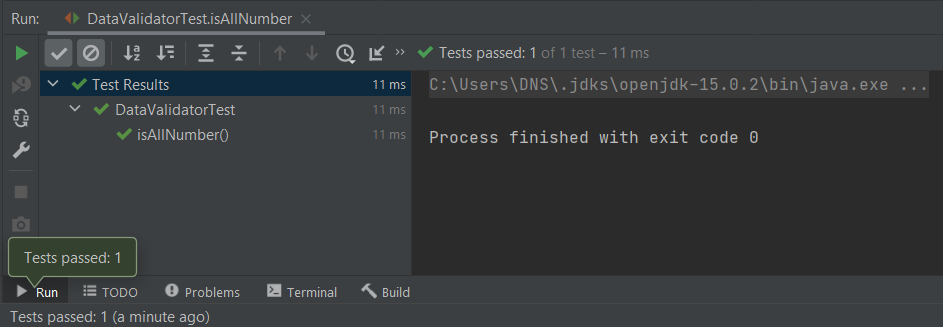 Run: DataValidatorTest.isAllNumber
Tests passed: 1 of 1 test – 11 ms
Test Results 11 ms
DataValidatorTest 11 ms
isAllNumber() 11 ms
C:\Users\DNS\.jdks\openjdk-15.0.2\bin\java.exe ...
Process finished with exit code 0
Tests passed: 1
Run TODO Problems Terminal Build
Tests passed: 1 (a minute ago)